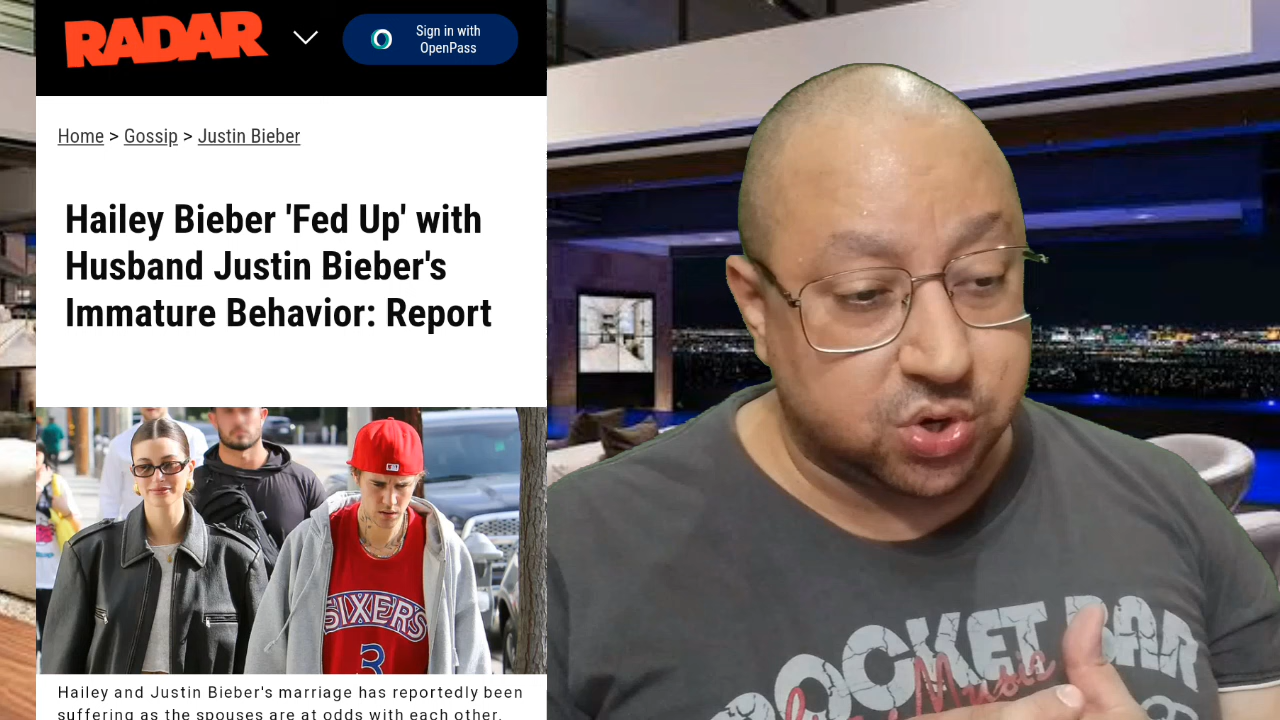 RADAR
Sign in with
OpenPass
Home > Gossip > Justin Bieber
Hailey Bieber 'Fed Up' with
Husband Justin Bieber's
Immature Behavior: Report
SIXERS
3
Hailey and Justin Bieber's marriage has reportedly been
suffering as the spouses are at odds with each other.
Music